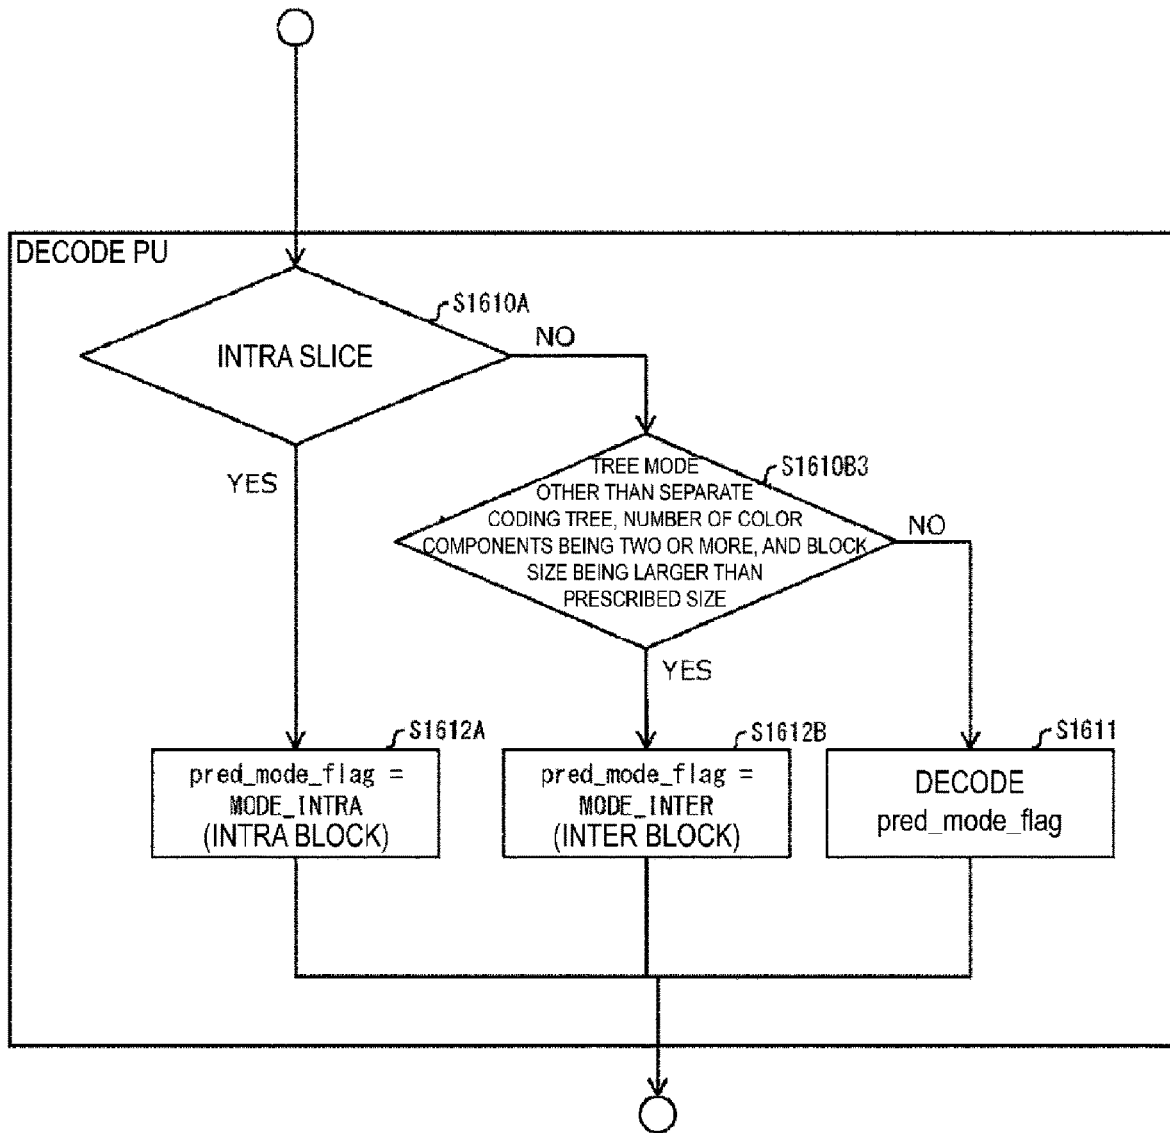 DECODE PU
S1610A
INTRA SLICE
NO
YES
S1610B3
TREE MODE
OTHER THAN SEPARATE
CODING TREE, NUMBER OF COLOR
COMPONENTS BEING TWO OR MORE, AND BLOCK
SIZE BEING LARGER THAN
PRESCRIBED SIZE
NO
YES
S1612A
pred_mode_flag =
MODE_INTRA
(INTRA BLOCK)
S1612B
pred_mode_flag =
MODE_INTER
(INTER BLOCK)
S1611
DECODE
pred_mode_flag